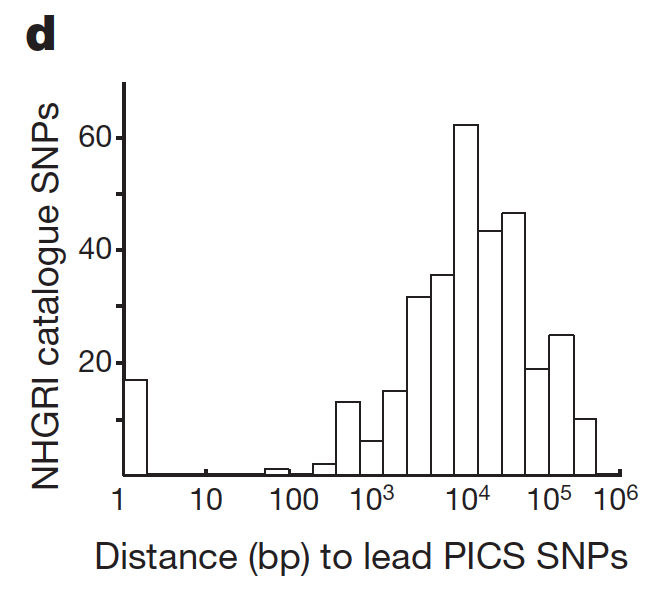 d
NHGRI catalogue SNPs
60
40
20
1 10 100 10³ 10⁴ 10⁵ 10⁶
Distance (bp) to lead PICS SNPs